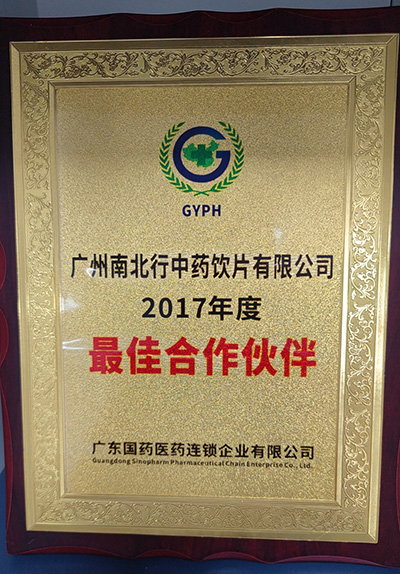 G
GYPH
广州南北行中药饮片有限公司
2017年度
最佳合作伙伴
广东国药医药连锁企业有限公司
Guangdong Sinopharm Pharmaceutical Chain Enterprise Co., Ltd.